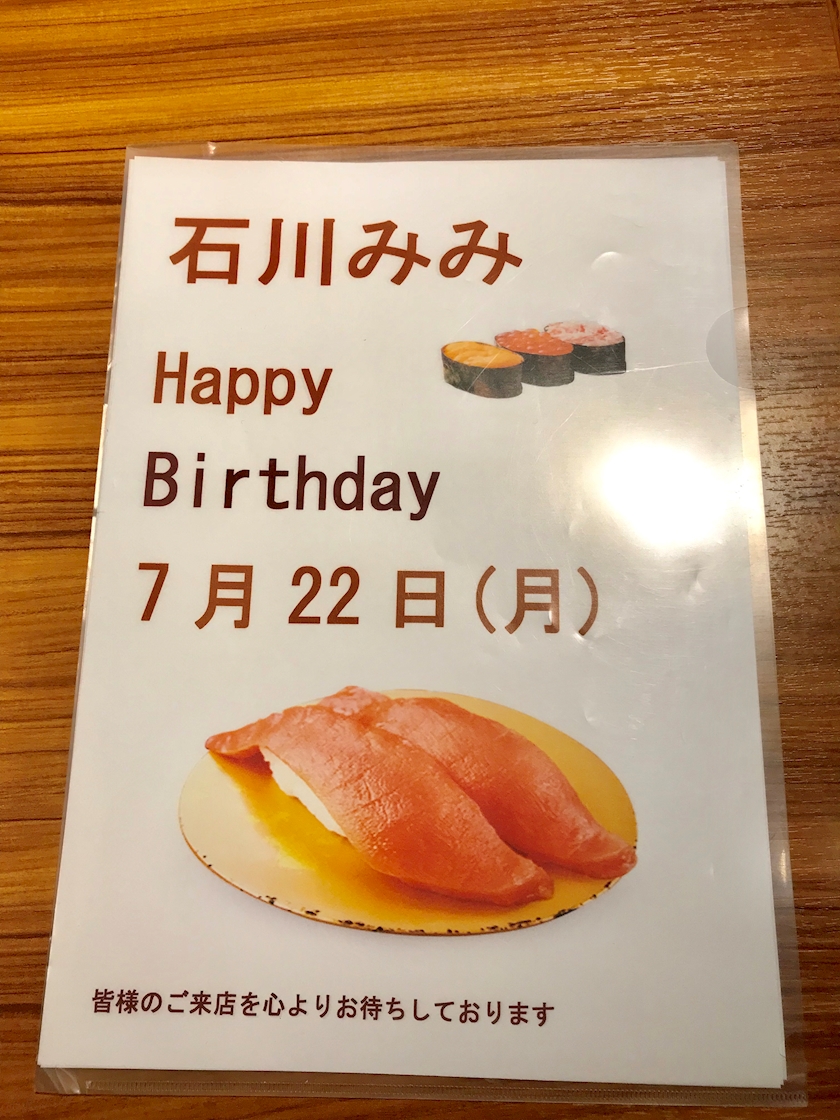 石川みみ
Happy
Birthday
7月22日(月)
皆様のご来店を心よりお待ちしております